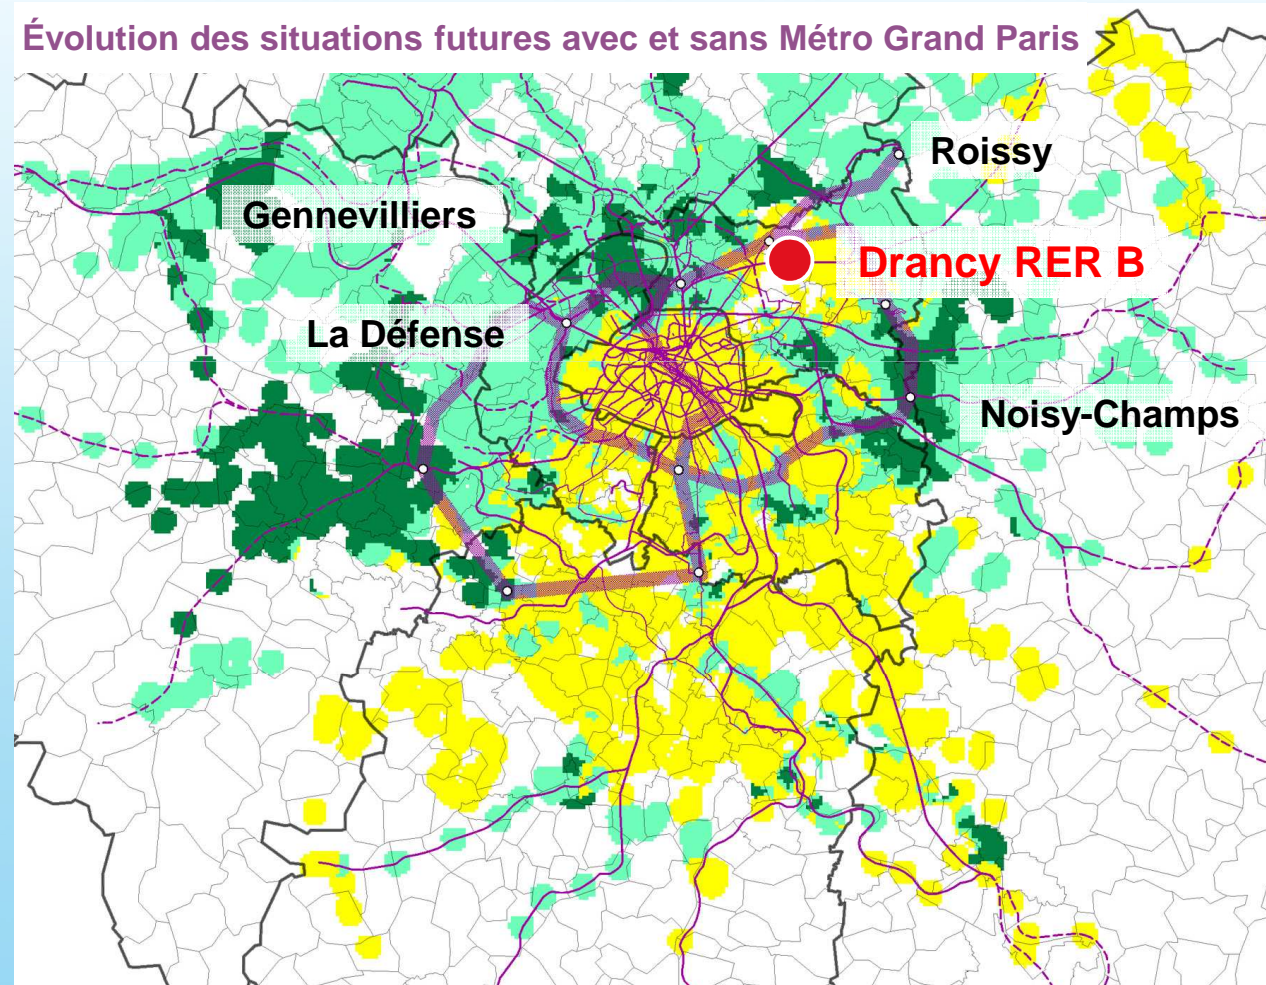 Évolution des situations futures avec et sans Métro Grand Paris
Roissy
Gennevilliers
Drancy RER B
La Défense
Noisy-Champs